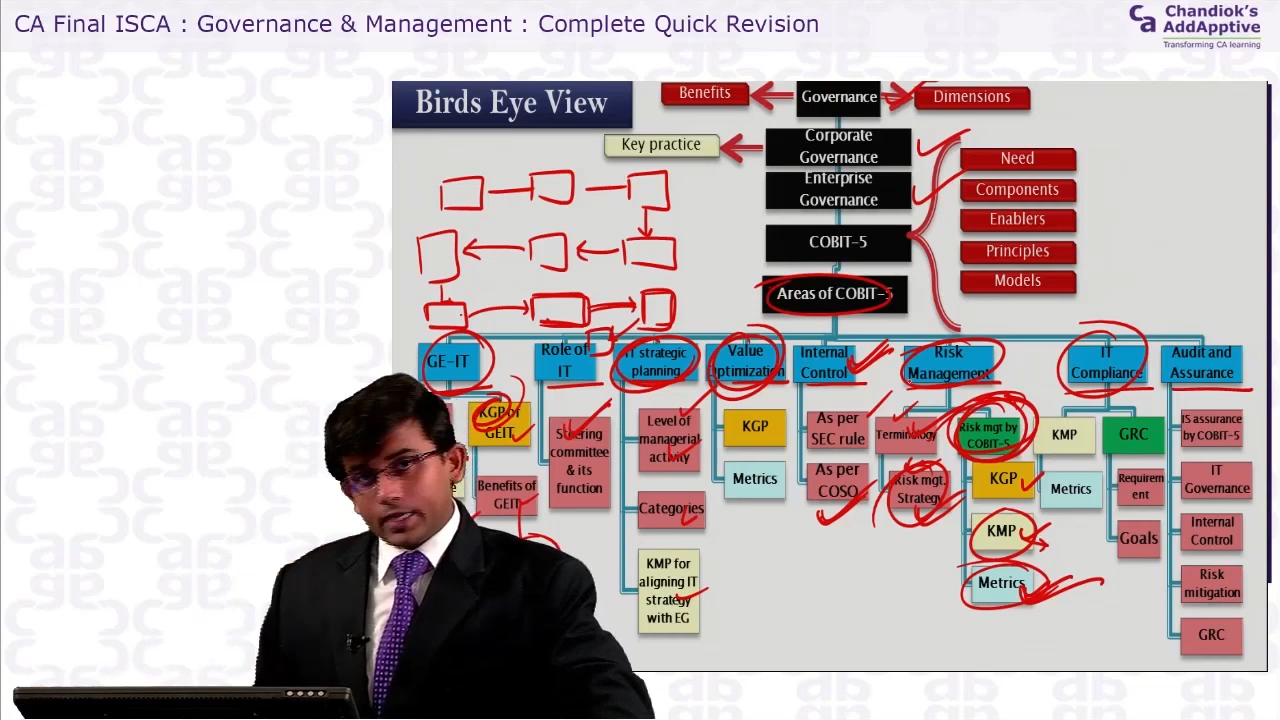 CA Final ISCA : Governance & Management : Complete Quick Revision
Ca
Chandiok's
AddApptive
Transforming CA learning
Birds Eye View
Benefits
Governance
Dimensions
Key practice
Corporate
Governance
Enterprise
Governance
COBIT-5
Areas of COBIT-5
Need
Components
Enablers
Principles
Models
GE-IT
Role of
IT
IT strategic
planning
Value
Optimization
Internal
Control
Risk
Management
IT
Compliance
Audit and
Assurance
KGP of
GEIT
Benefits of
GEIT
Steering
committee
& its
function
Level of
managerial
activity
Categories
KMP for
aligning IT
strategy
with EG
KGP
Metrics
As per
SEC rule
As per
COSO
Terminology
Risk mgt.
Strategy
Risk mgt by
COBIT-5
KGP
KMP
Metrics
KMP
Metrics
GRC
Requirem
ent
Goals
IS assurance
by COBIT-5
IT
Governance
Internal
Control
Risk
mitigation
GRC